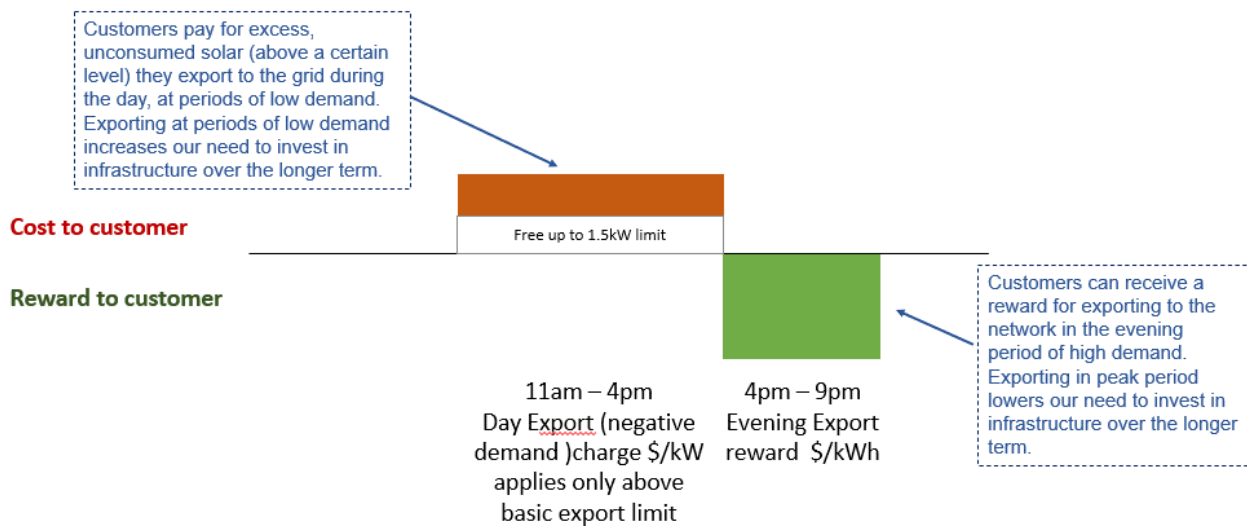 Customers pay for excess,
unconsumed solar (above a certain
level) they export to the grid during
the day, at periods of low demand.
Exporting at periods of low demand
increases our need to invest in
infrastructure over the longer term.
Cost to customer
Free up to 1.5kW limit
Reward to customer
Customers can receive a
reward for exporting to the
network in the evening
period of high demand.
Exporting in peak period
lowers our need to invest in
infrastructure over the longer
term.
11am – 4pm
Day Export (negative
demand )charge $/kW
applies only above
basic export limit
4pm – 9pm
Evening Export
reward $/kWh